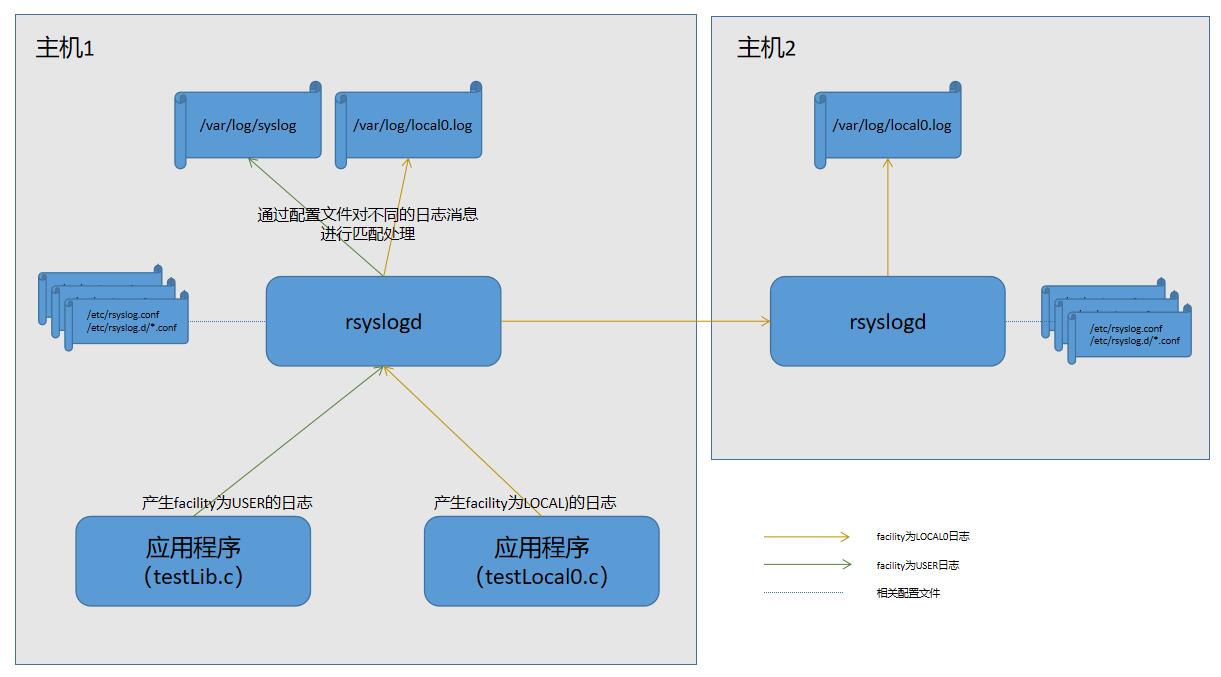 主机1
主机2
/var/log/syslog
/var/log/local0.log
/var/log/local0.log
通过配置文件对不同的日志消息
进行匹配处理
/etc/rsyslog.conf
/etc/rsyslog.d/*.conf
rsyslogd
rsyslogd
/etc/rsyslog.conf
/etc/rsyslog.d/*.conf
产生facility为USER的日志
产生facility为LOCAL)的日志
应用程序
（testLib.c）
应用程序
（testLocal0.c）
facility为LOCAL0日志
facility为USER日志
相关配置文件